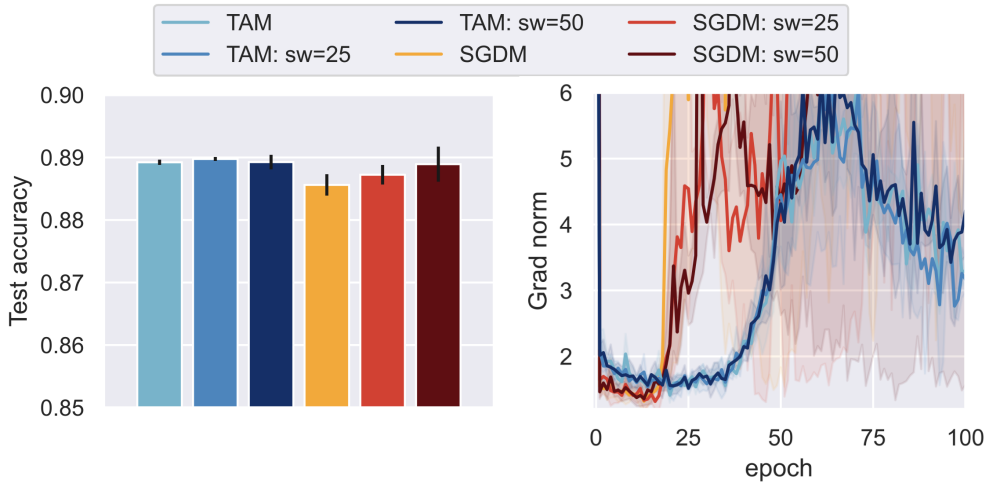 TAM TAM: sw=50 SGDM: sw=25
TAM: sw=25 SGDM SGDM: sw=50
Test accuracy
0.90
0.89
0.88
0.87
0.86
0.85
Grad norm
6
5
4
3
2
0 25 50 75 100
epoch